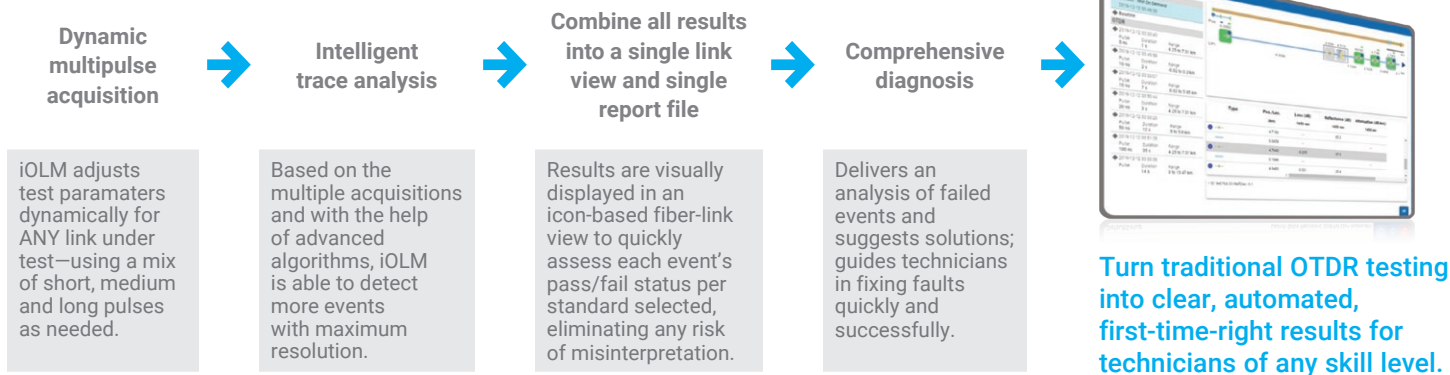 Dynamic
multipulse
acquisition
iOLM adjusts
test paramaters
dynamically for
ANY link under
test—using a mix
of short, medium
and long pulses
as needed.
Intelligent
trace analysis
Based on the
multiple acquisitions
and with the help
of advanced
algorithms, iOLM
is able to detect
more events
with maximum
resolution.
Combine all results
into a single link
view and single
report file
Results are visually
displayed in an
icon-based fiber-link
view to quickly
assess each event's
pass/fail status per
standard selected,
eliminating any risk
of misinterpretation.
Comprehensive
diagnosis
Delivers an
analysis of failed
events and
suggests solutions;
guides technicians
in fixing faults
quickly and
successfully.
Turn traditional OTDR testing
into clear, automated,
first-time-right results for
technicians of any skill level.